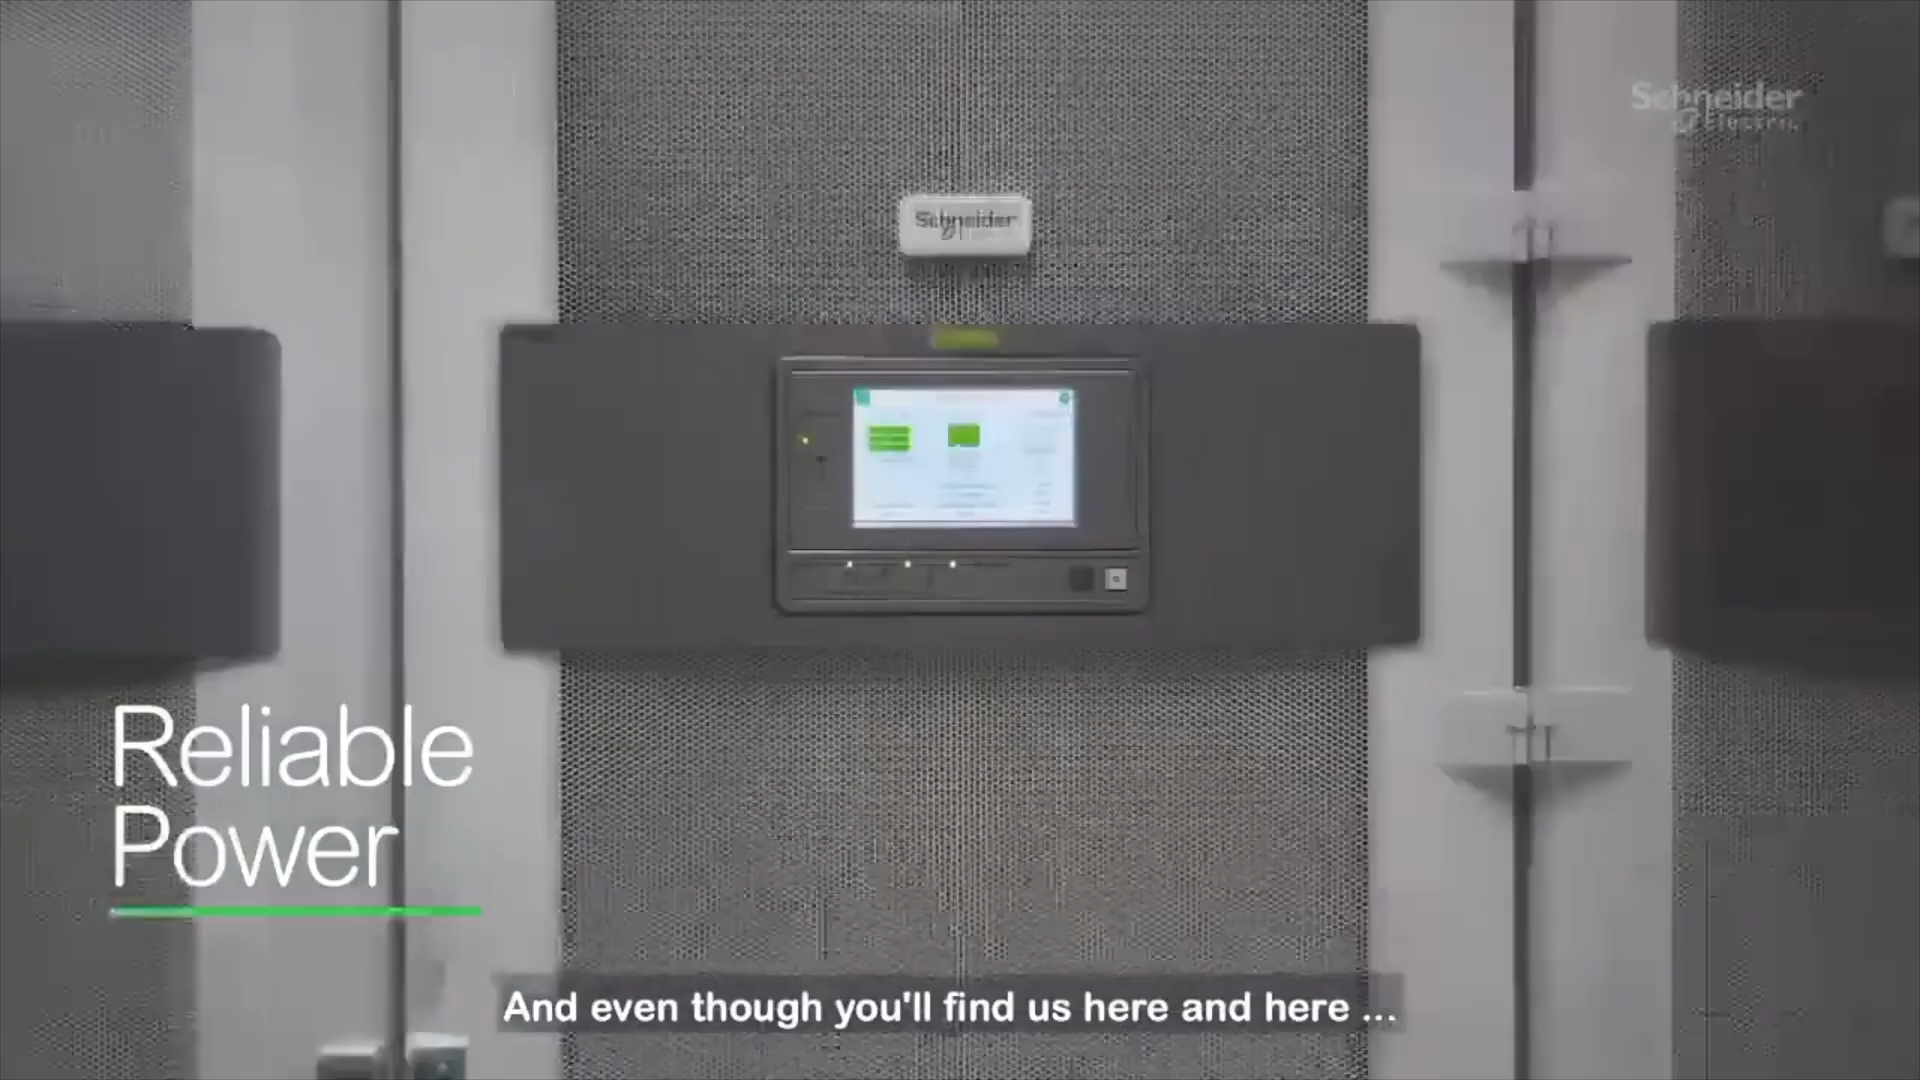 Schneider
Electric
Schneider
Reliable
Power
And even though you'll find us here and here ...